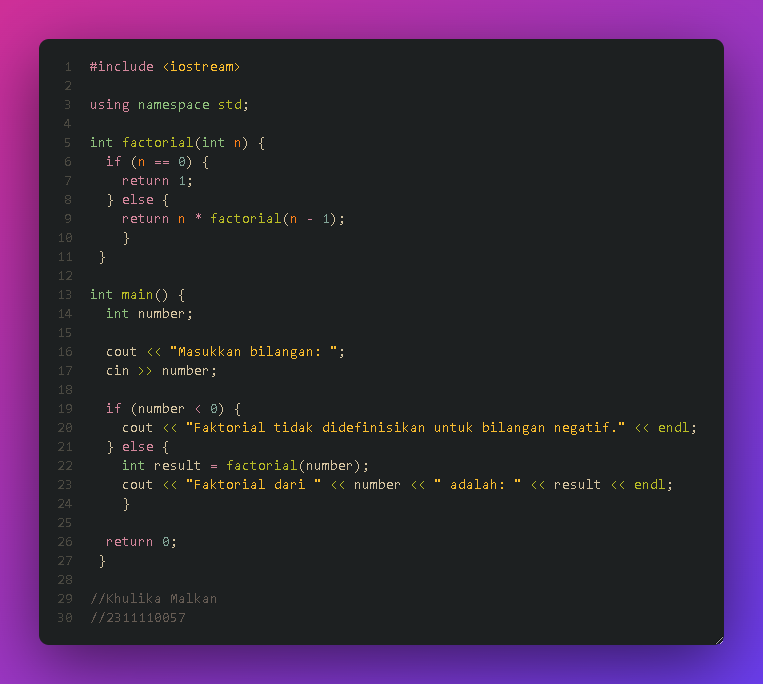 1 #include <iostream>
2
3 using namespace std;
4
5 int factorial(int n) {
6   if (n == 0) {
7     return 1;
8   } else {
9     return n * factorial(n - 1);
10     }
11  }
12
13 int main() {
14   int number;
15
16   cout << "Masukkan bilangan: ";
17   cin >> number;
18
19   if (number < 0) {
20     cout << "Faktorial tidak didefinisikan untuk bilangan negatif." << endl;
21   } else {
22     int result = factorial(number);
23     cout << "Faktorial dari " << number << " adalah: " << result << endl;
24     }
25
26   return 0;
27  }
28
29 //Khulika Malkan
30 //2311110057